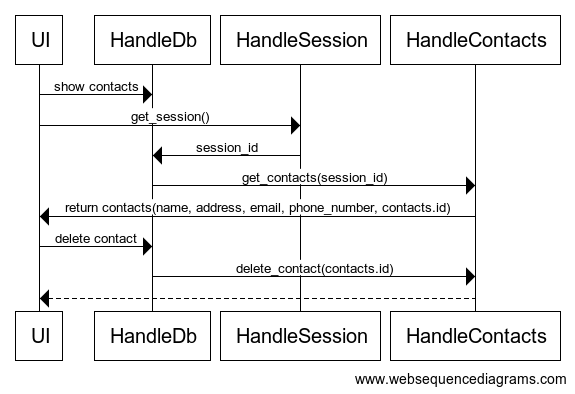 UI HandleDb HandleSession HandleContacts
show contacts
get_session()
session_id
get_contacts(session_id)
return contacts(name, address, email, phone_number, contacts.id)
delete contact
delete_contact(contacts.id)
UI HandleDb HandleSession HandleContacts
www.websequencediagrams.com